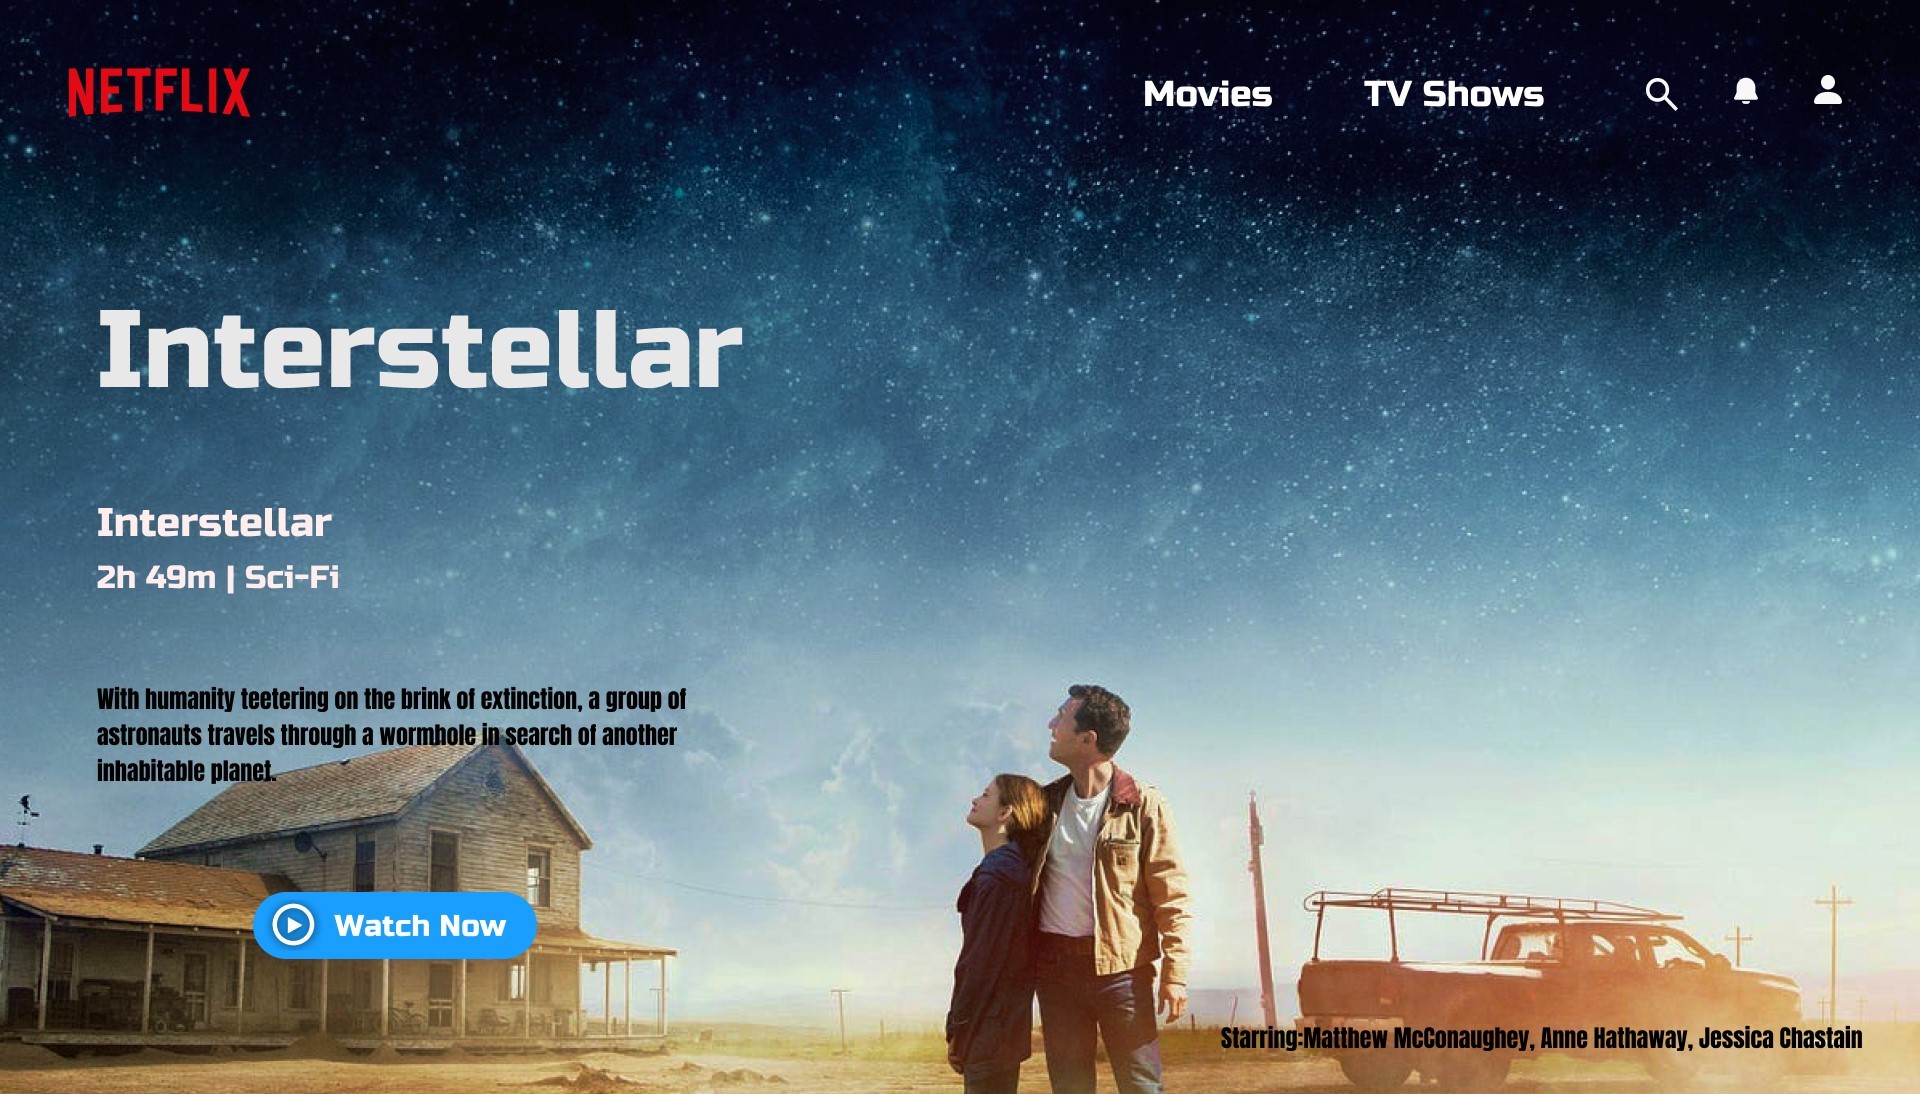 NETFLIX
Movies
TV Shows
Interstellar
Interstellar
2h 49m | Sci-Fi
With humanity teetering on the brink of extinction, a group of
astronauts travels through a wormhole in search of another
inhabitable planet.
Watch Now
Starring:Matthew McConaughey, Anne Hathaway, Jessica Chastain